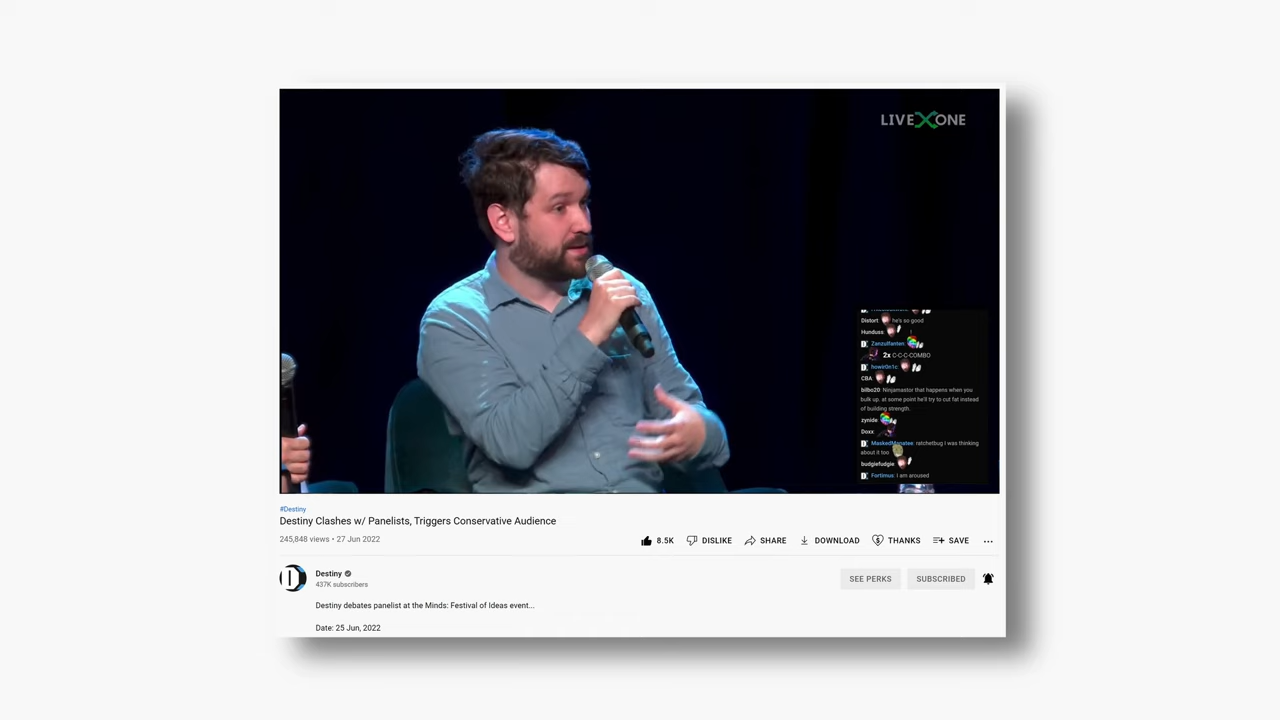 LIVEXONE
Distort he's so good
Hunduss
Zanzulfanten:
2x C-C-C-COMBO
howin0n1c:
CBA
bilbo20: Ninjamastor that happens when you
bulk up. at some point he'll try to cut fat instead
of building strength.
zynide
Doxx
MaskedManatee: ratchetbug I was thinking
about it too
budgiefudgie
Fortimus: I am aroused
#Destiny
Destiny Clashes w/ Panelists, Triggers Conservative Audience
245,848 views • 27 Jun 2022
8.5K DISLIKE SHARE DOWNLOAD THANKS SAVE ...
Destiny
437K subscribers
SEE PERKS SUBSCRIBED
Destiny debates panelist at the Minds: Festival of Ideas event...
Date: 25 Jun, 2022